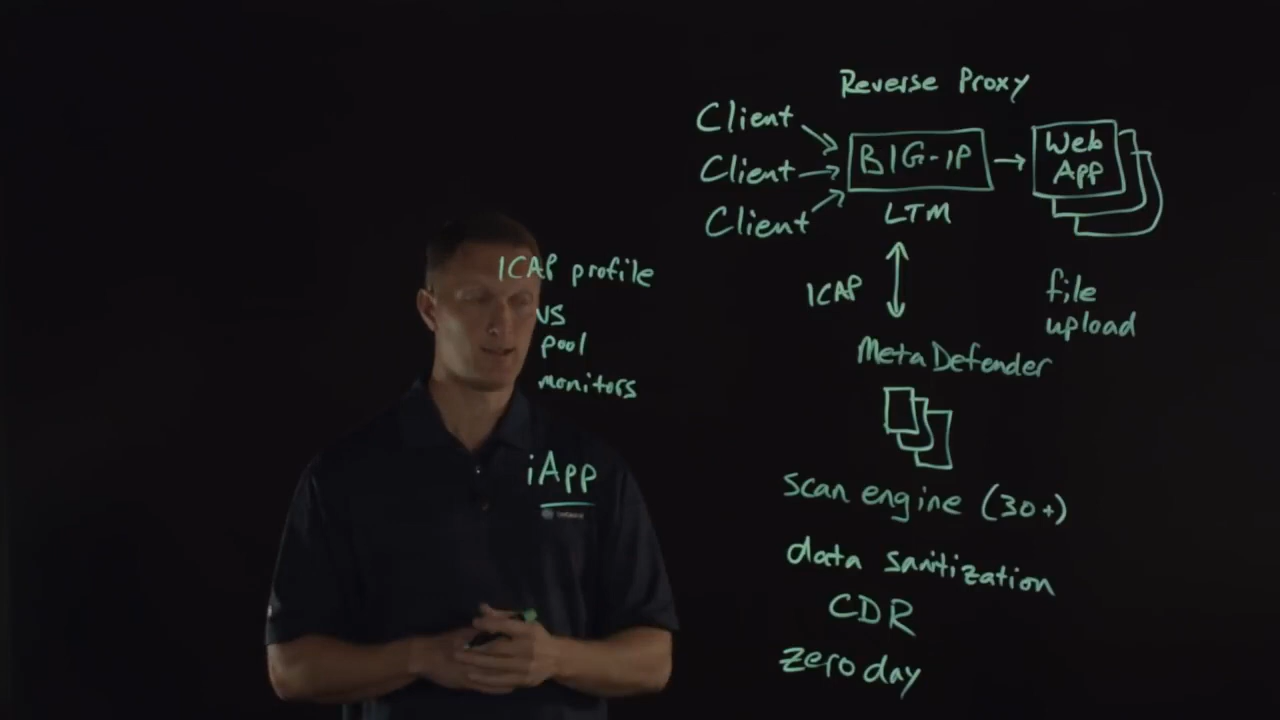 Reverse Proxy
Client
Client
Client
BIG-IP
LTM
Web
App
ICAP
file
upload
MetaDefender
scan engine (30+)
data sanitization
CDR
zero day
ICAP profile
VS
pool
monitors
iApp